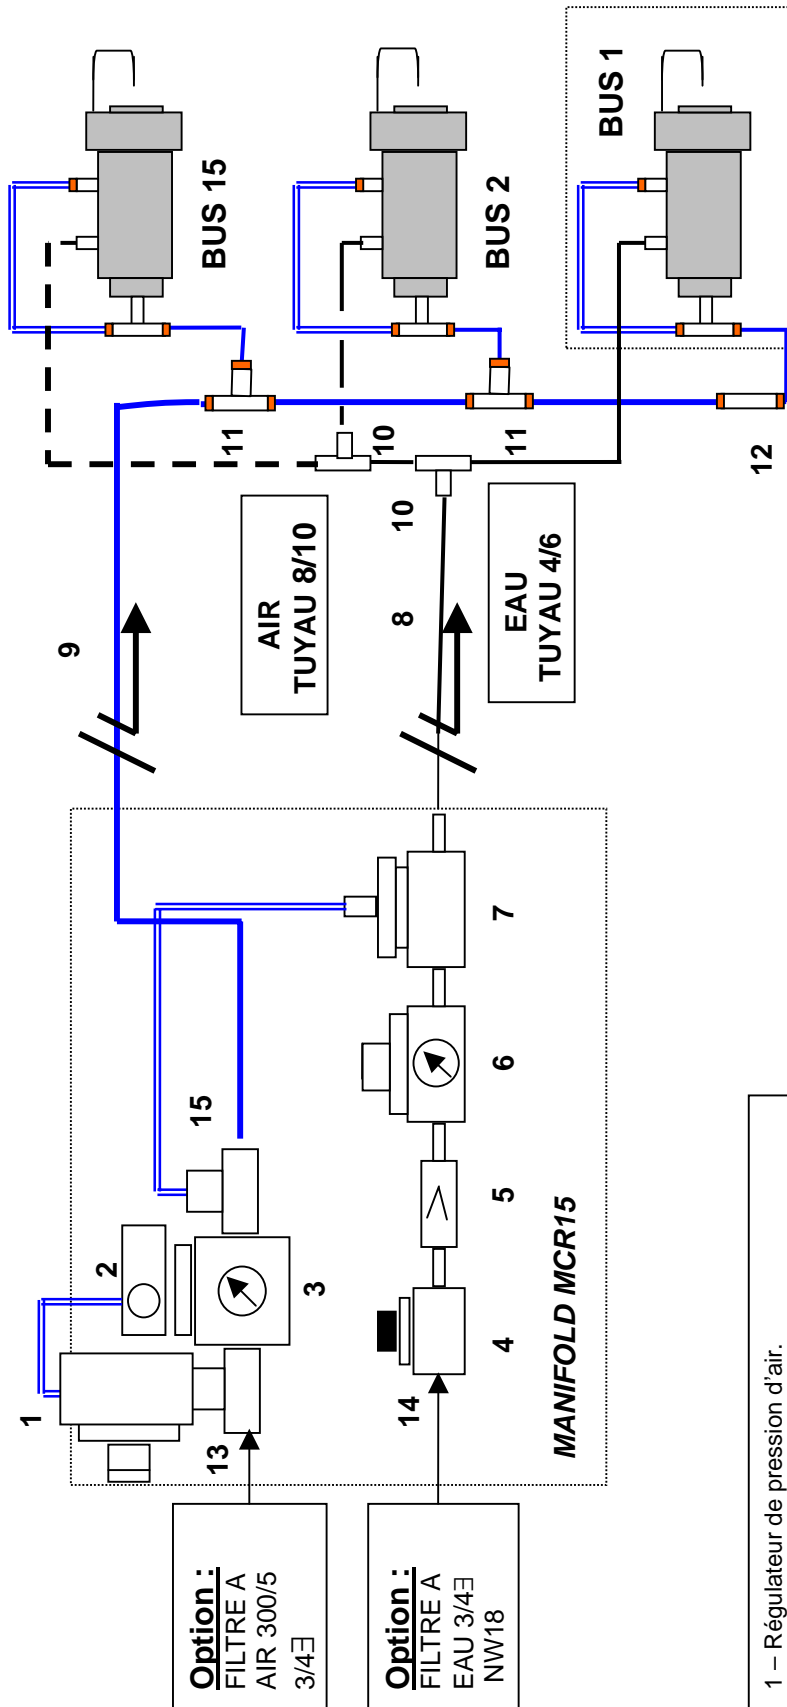 BUS 15
BUS 2
BUS 1
9
AIR
TUYAU 8/10
11
10
11
12
10
8
EAU
TUYAU 4/6
1
2
15
3
13
7
6
5
4
14
MANIFOLD MCR15
Option :
FILTRE A
AIR 300/5
3/4
Option :
FILTRE A
EAU 3/4
NW18
1 – Régulateur de pression d'air.